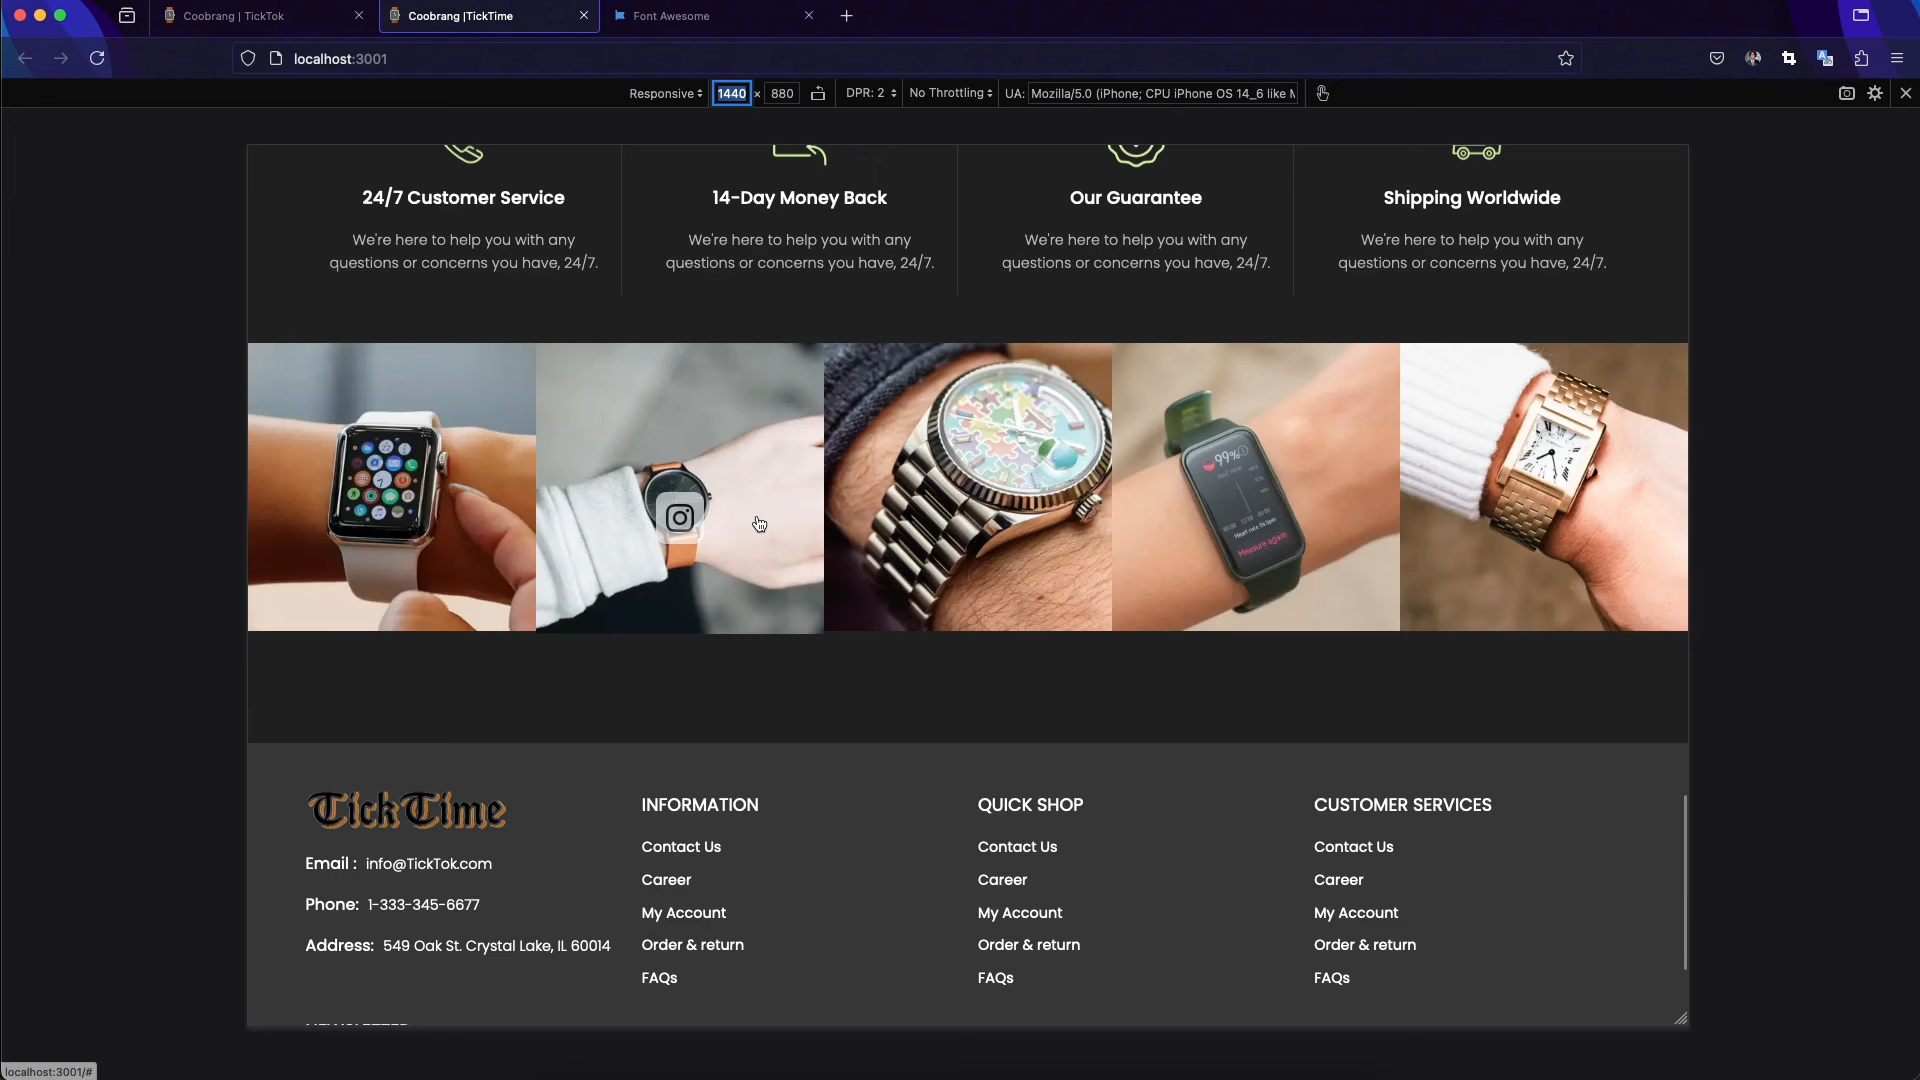 Coobrang | TickTok
Coobrang |TickTime
Font Awesome
localhost:3001
Responsive
1440 × 880
DPR: 2
No Throttling
UA: Mozilla/5.0 (iPhone; CPU iPhone OS 14_6 like M
24/7 Customer Service
We're here to help you with any
questions or concerns you have, 24/7.
14-Day Money Back
We're here to help you with any
questions or concerns you have, 24/7.
Our Guarantee
We're here to help you with any
questions or concerns you have, 24/7.
Shipping Worldwide
We're here to help you with any
questions or concerns you have, 24/7.
99%
Measure again
TickTime
Email : info@TickTok.com
Phone: 1-333-345-6677
Address: 549 Oak St. Crystal Lake, IL 60014
INFORMATION
Contact Us
Career
My Account
Order & return
FAQs
QUICK SHOP
Contact Us
Career
My Account
Order & return
FAQs
CUSTOMER SERVICES
Contact Us
Career
My Account
Order & return
FAQs
localhost:3001/#